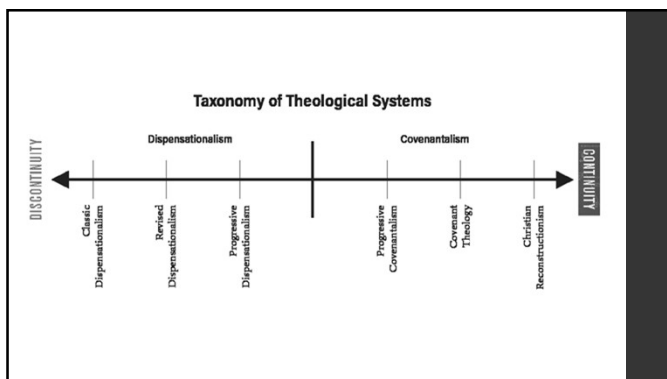 Taxonomy of Theological Systems
Dispensationalism
Covenantalism
DISCONTINUITY
CONTINUITY
Classic
Dispensationalism
Revised
Dispensationalism
Progressive
Dispensationalism
Progressive
Covenantalism
Covenant
Theology
Christian
Reconstructionism